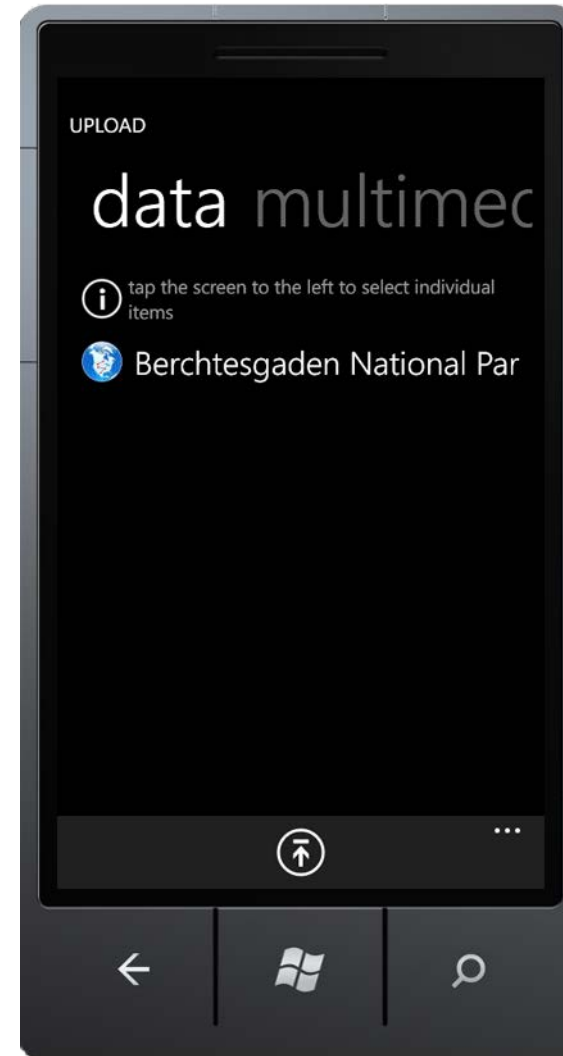 UPLOAD
data multimec
tap the screen to the left to select individual
items
Berchtesgaden National Par